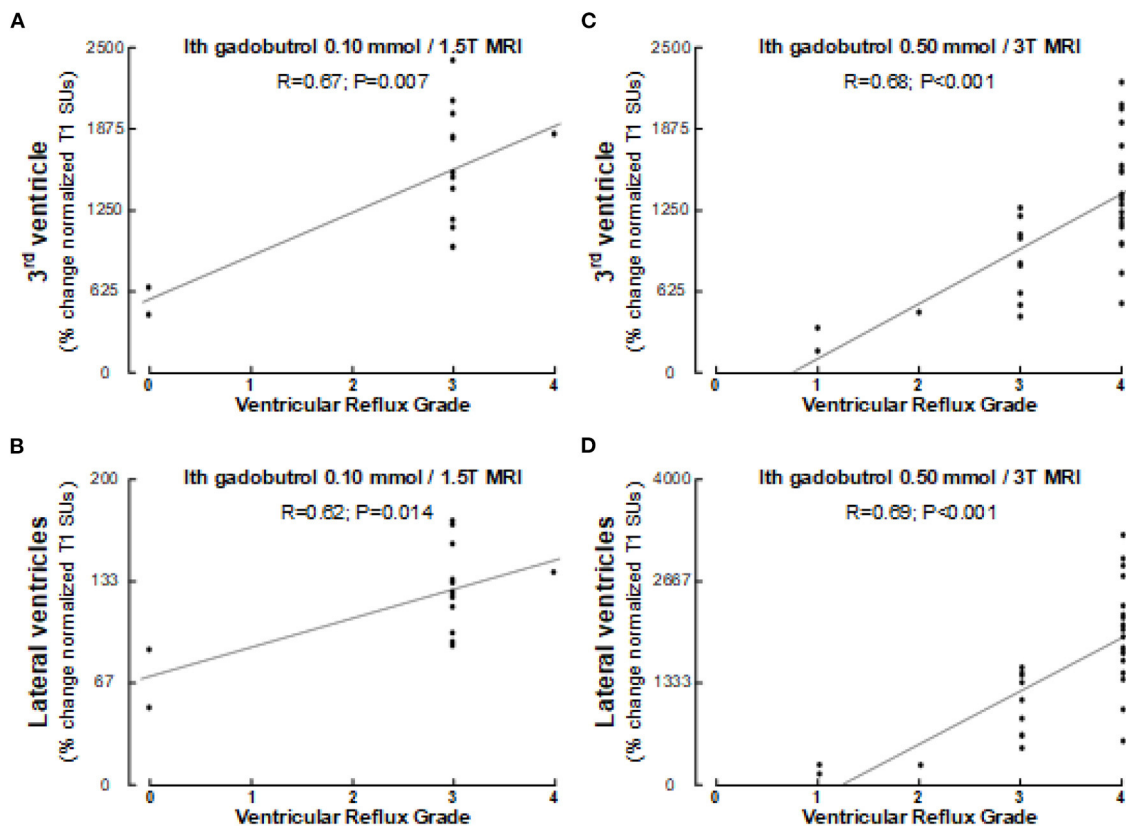 A
Ith gadobutrol 0.10 mmol / 1.5T MRI
R=0.67; P=0.007
3rd ventricle
(% change normalized T1 SUs)
2500
1875
1250
625
0
0 1 2 3 4
Ventricular Reflux Grade
C
Ith gadobutrol 0.50 mmol / 3T MRI
R=0.68; P<0.001
3rd ventricle
(% change normalized T1 SUs)
2500
1875
1250
625
0
0 1 2 3 4
Ventricular Reflux Grade
B
Ith gadobutrol 0.10 mmol / 1.5T MRI
R=0.62; P=0.014
Lateral ventricles
(% change normalized T1 SUs)
200
133
67
0
0 1 2 3 4
Ventricular Reflux Grade
D
Ith gadobutrol 0.50 mmol / 3T MRI
R=0.69; P<0.001
Lateral ventricles
(% change normalized T1 SUs)
4000
2667
1333
0
0 1 2 3 4
Ventricular Reflux Grade